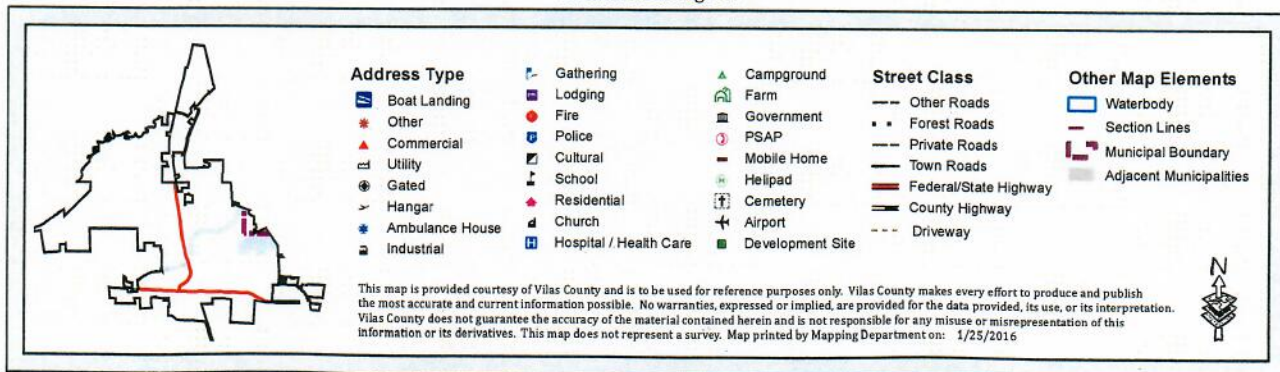 Address Type
Boat Landing
Other
Commercial
Utility
Gated
Hangar
Ambulance House
Industrial
Gathering
Lodging
Fire
Police
Cultural
School
Residential
Church
Hospital / Health Care
Campground
Farm
Government
PSAP
Mobile Home
Helipad
Cemetery
Airport
Development Site
Street Class
Other Roads
Forest Roads
Private Roads
Town Roads
Federal/State Highway
County Highway
Driveway
Other Map Elements
Waterbody
Section Lines
Municipal Boundary
Adjacent Municipalities
N
This map is provided courtesy of Vilas County and is to be used for reference purposes only. Vilas County makes every effort to produce and publish
the most accurate and current information possible. No warranties, expressed or implied, are provided for the data provided, its use, or its interpretation.
Vilas County does not guarantee the accuracy of the material contained herein and is not responsible for any misuse or misrepresentation of this
information or its derivatives. This map does not represent a survey. Map printed by Mapping Department on: 1/25/2016